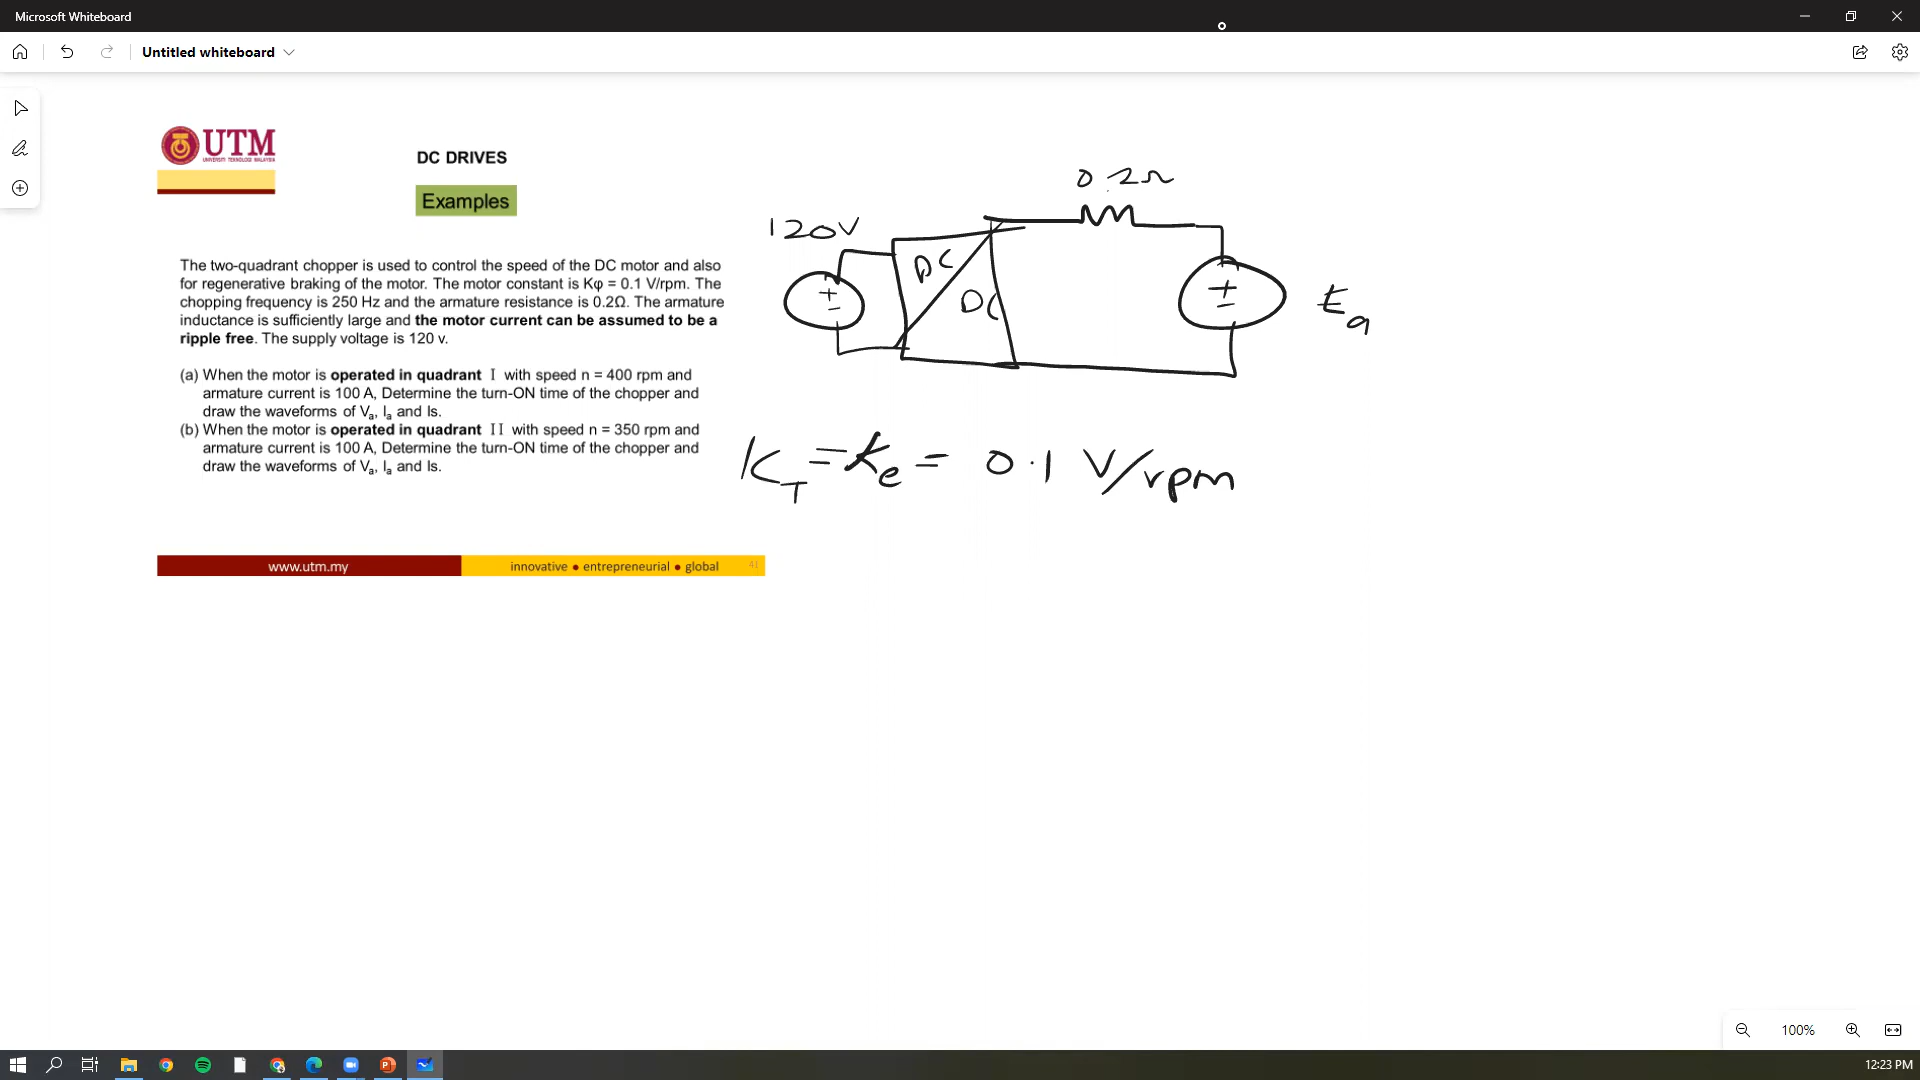 Microsoft Whiteboard
Untitled whiteboard
UTM
UNIVERSITI TEKNOLOGI MALAYSIA
DC DRIVES
Examples
The two-quadrant chopper is used to control the speed of the DC motor and also
for regenerative braking of the motor. The motor constant is Kφ = 0.1 V/rpm. The
chopping frequency is 250 Hz and the armature resistance is 0.2Ω. The armature
inductance is sufficiently large and the motor current can be assumed to be a
ripple free. The supply voltage is 120 v.
(a) When the motor is operated in quadrant I with speed n = 400 rpm and
armature current is 100 A, Determine the turn-ON time of the chopper and
draw the waveforms of Va, Ia and Is.
(b) When the motor is operated in quadrant II with speed n = 350 rpm and
armature current is 100 A, Determine the turn-ON time of the chopper and
draw the waveforms of Va, Ia and Is.
www.utm.my
innovative ● entrepreneurial ● global
41
0.2Ω
120V
+
-
DC
DC
+
-
Ea
KT = Ke = 0.1 V/rpm
100%
12:23 PM